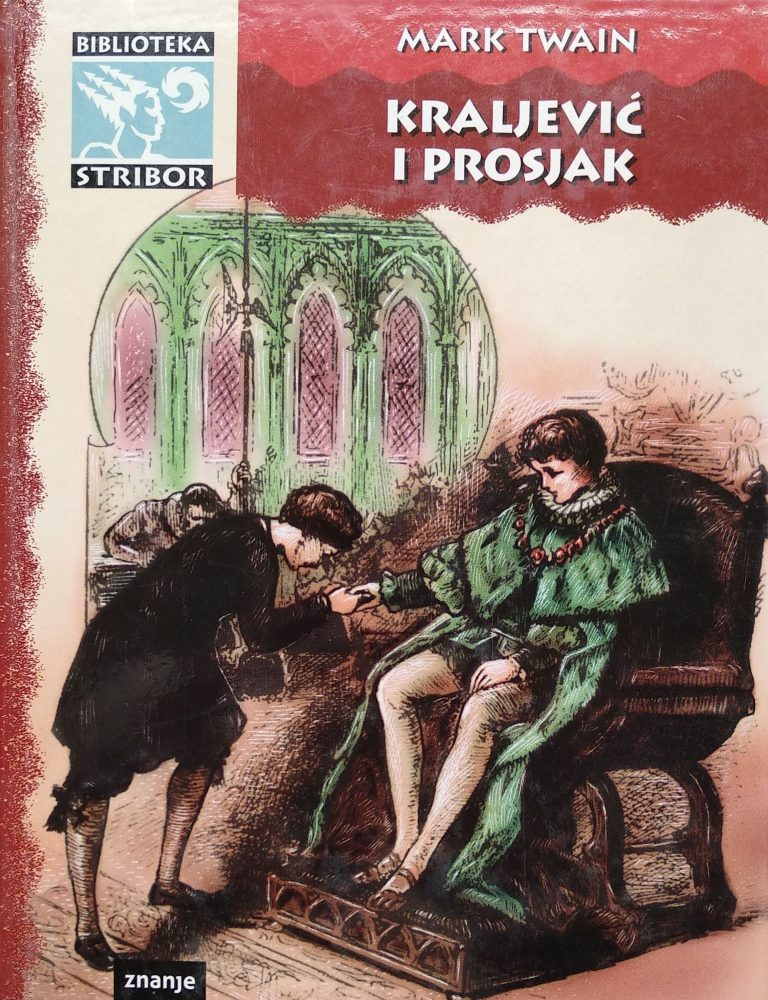 BIBLIOTEKA
STRIBOR
MARK TWAIN
KRALJEVIĆ
I PROSJAK
znanje